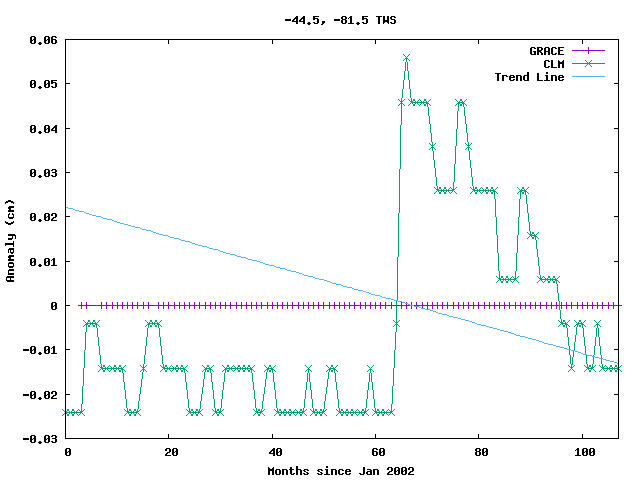 -44.5, -81.5 TWS
GRACE
CLM
Trend Line
0.06
0.05
0.04
0.03
0.02
0.01
0
-0.01
-0.02
-0.03
Anomaly (cm)
0 20 40 60 80 100
Months since Jan 2002